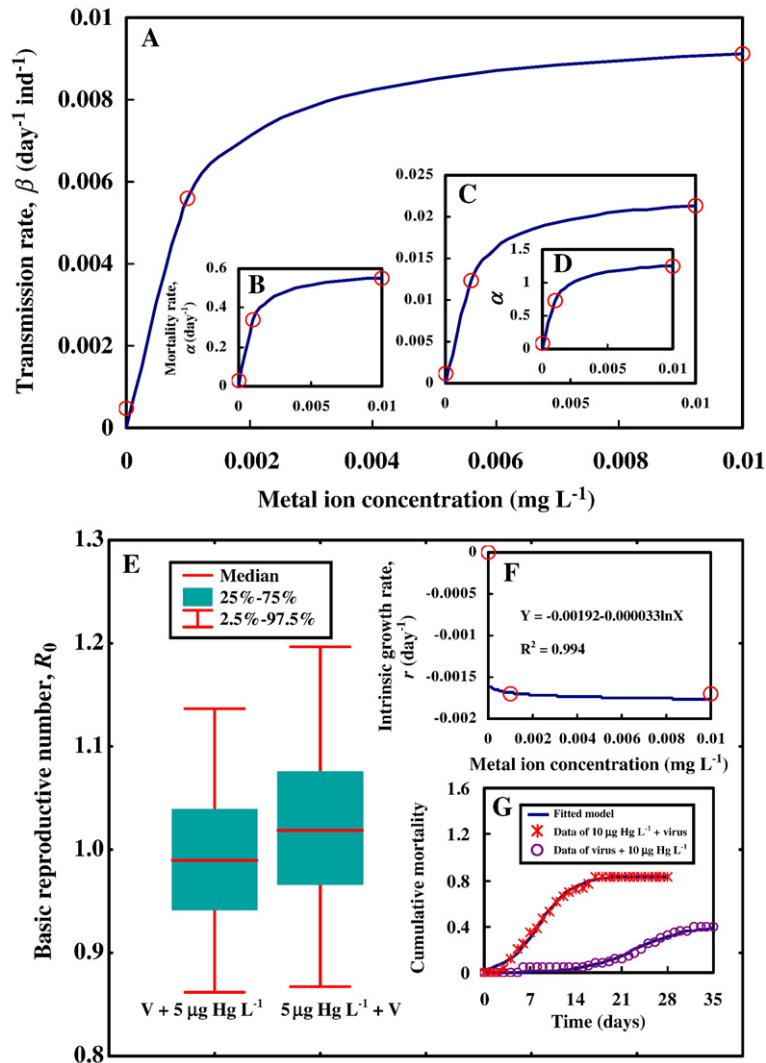 A
0.01
0.009
0.008
0.006
0.004
0.002
0
Transmission rate, β (day⁻¹ ind⁻¹)
0
0.002
0.004
0.006
0.008
0.01
Metal ion concentration (mg L⁻¹)
B
0.6
0.4
0.2
0
Mortality rate,
α (day⁻¹)
0
0.005
0.01
C
0.025
0.02
0.015
0.01
0.005
0
0
0.005
0.01
D
1.5
1
0.5
0
α
0
0.005
0.01
E
1.3
1.2
1.1
1.0
0.9
0.8
Basic reproductive number, R₀
Median
25%-75%
2.5%-97.5%
V + 5 μg Hg L⁻¹
5 μg Hg L⁻¹ + V
F
0
-0.0005
-0.001
-0.0015
-0.002
Intrinsic growth rate,
r (day⁻¹)
Y = -0.00192-0.000033lnX
R² = 0.994
0
0.002
0.004
0.006
0.008
0.01
Metal ion concentration (mg L⁻¹)
G
1.6
1.2
0.8
0.4
0
Cumulative mortality
Fitted model
Data of 10 μg Hg L⁻¹ + virus
Data of virus + 10 μg Hg L⁻¹
0
7
14
21
28
35
Time (days)